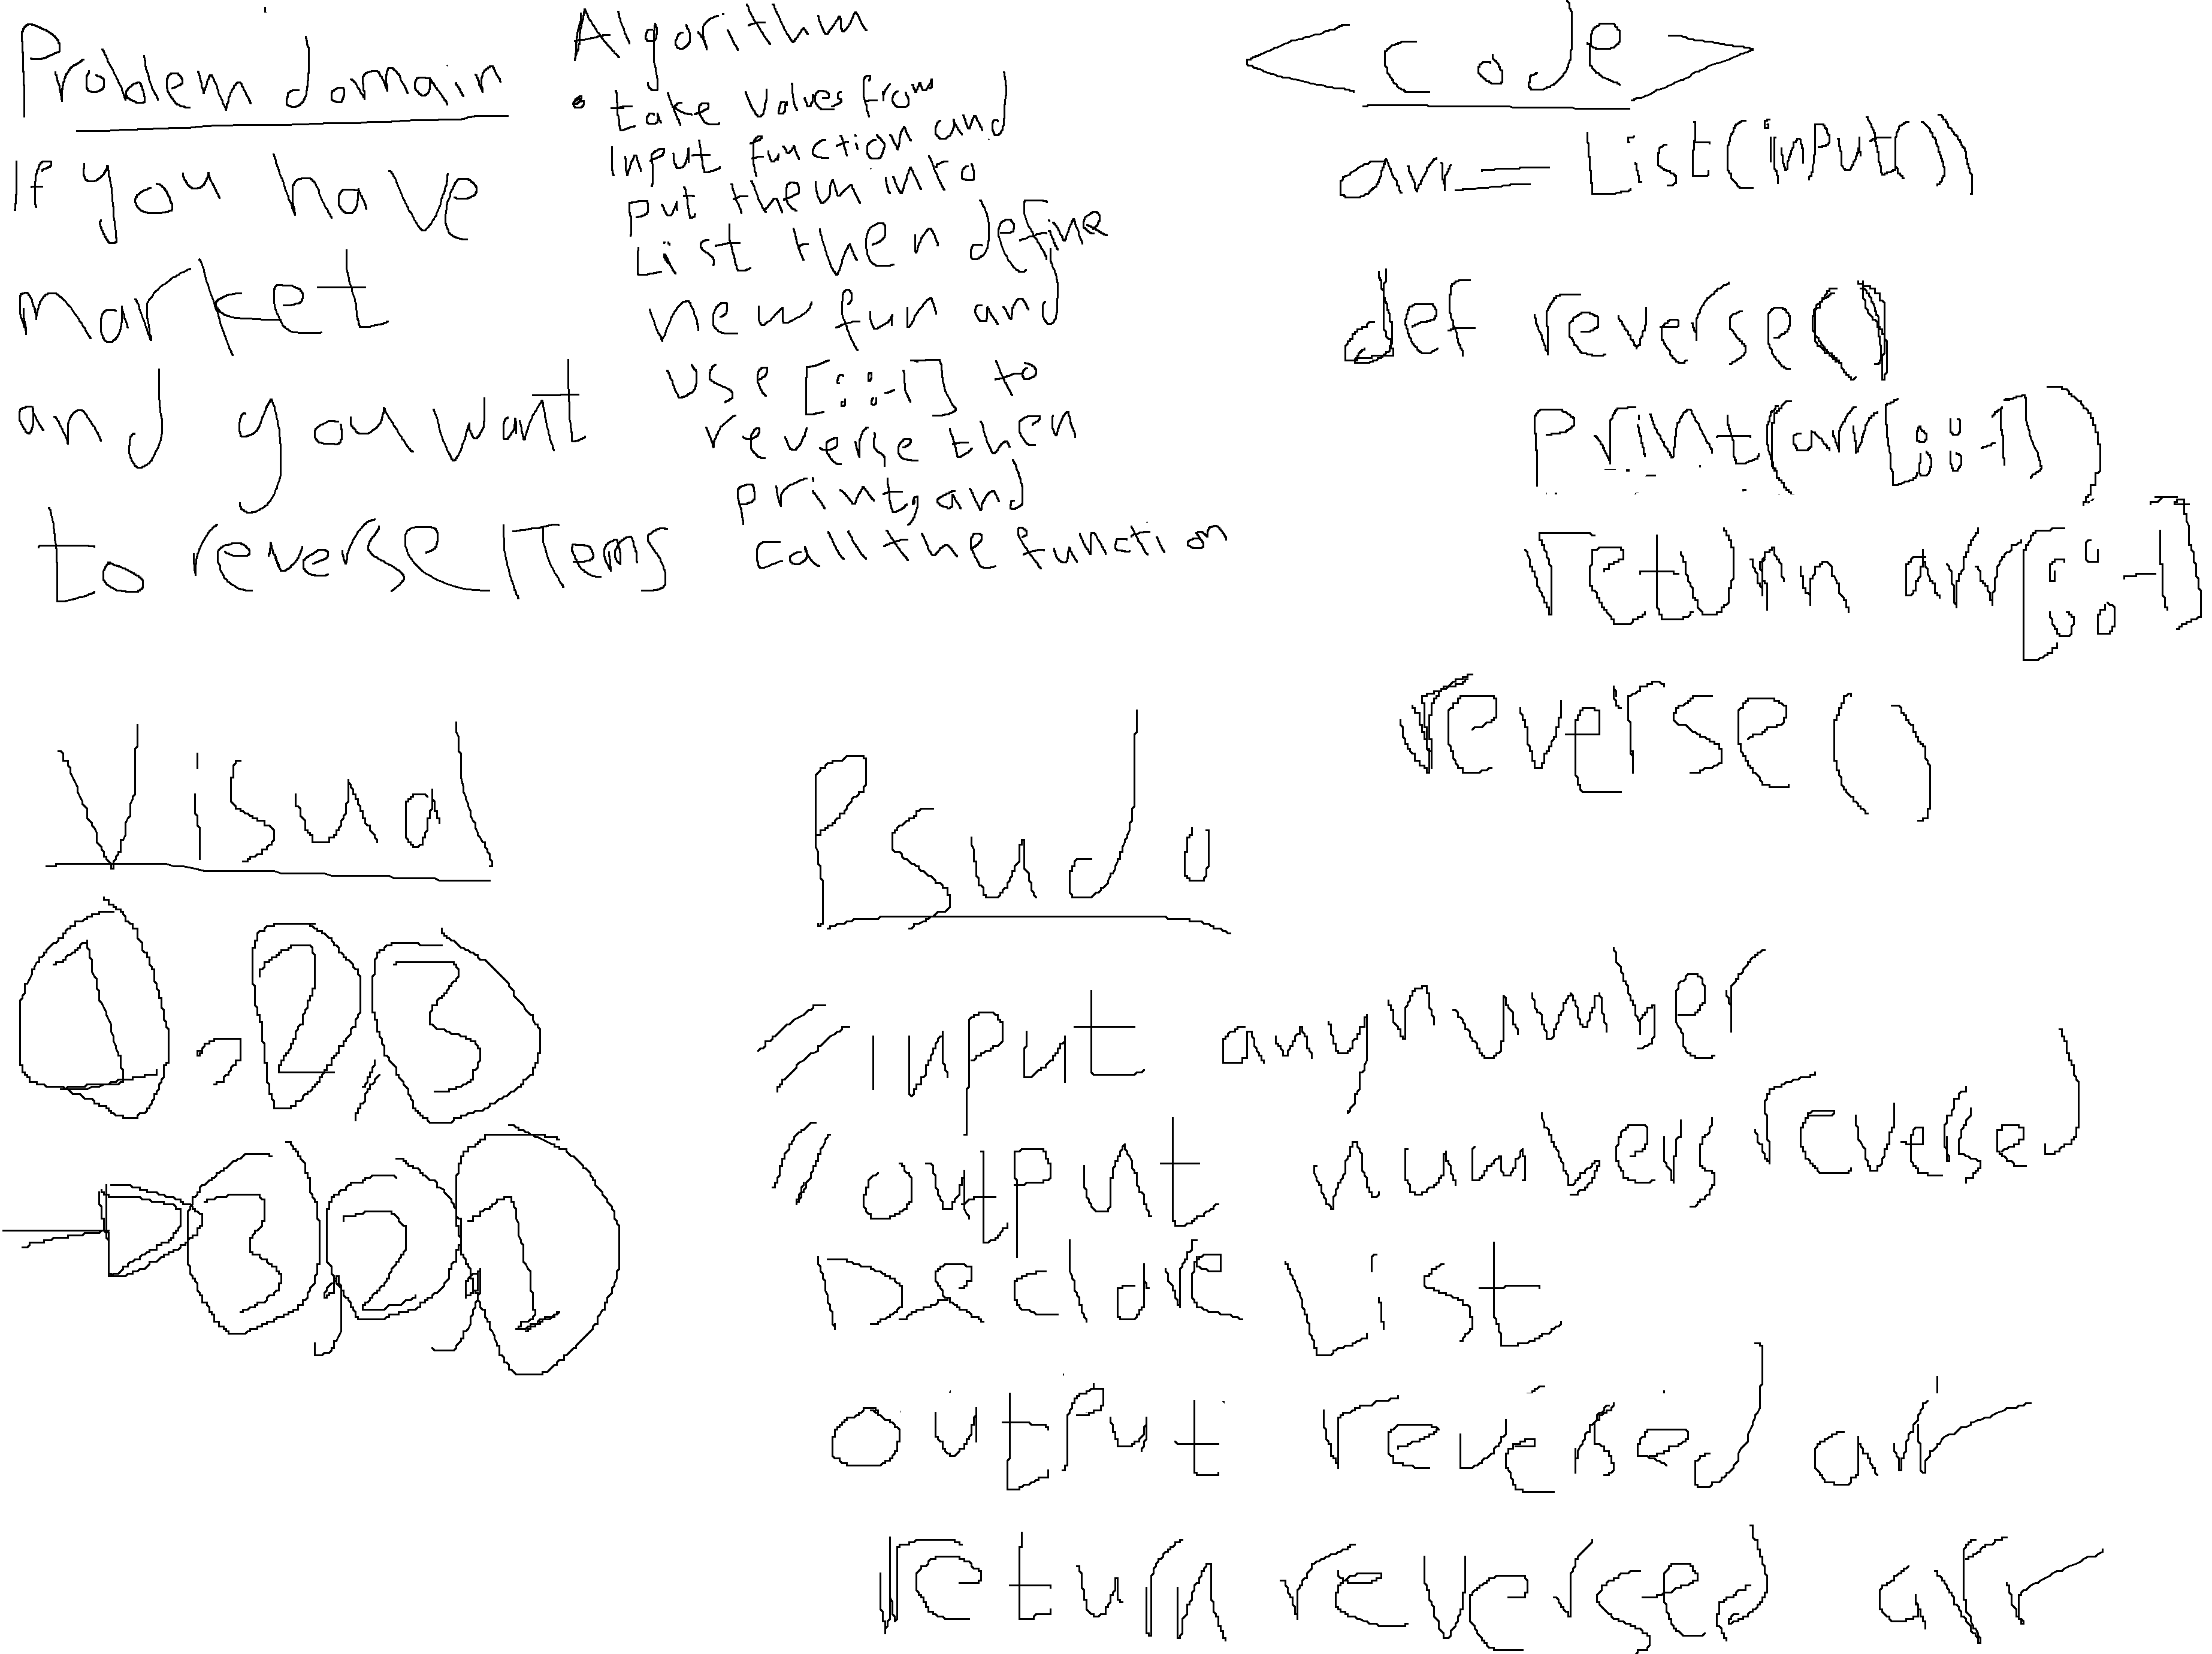 Problem domain
If you have
market
and you want
to reverse ITems
Algorithm
• take values from
Input function and
put them into
List then define
new fun and
use [::-1] to
reverse then
print, and
call the function
<code>
arr = List(input())
def reverse()
print(arr[::-1])
return arr[::-1]
reverse()
Visual
1, 2, 3
→ 3, 2, 1
Psudo
// input any number
// output numbers reversed
Declare List
output reversed arr
return reversed arr